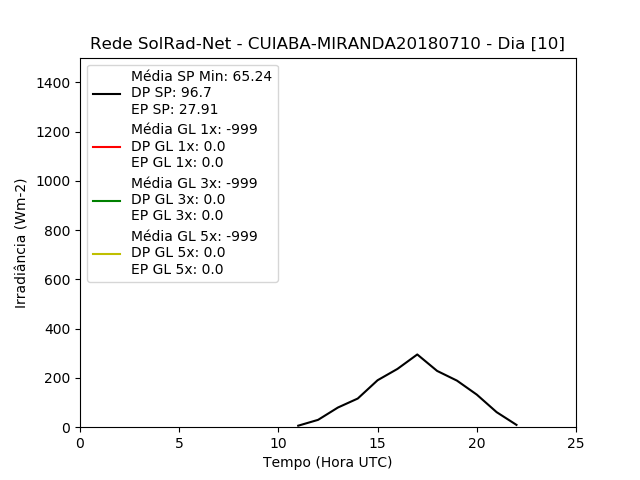 Rede SolRad-Net - CUIABA-MIRANDA20180710 - Dia [10]
Média SP Min: 65.24
DP SP: 96.7
EP SP: 27.91
Média GL 1x: -999
DP GL 1x: 0.0
EP GL 1x: 0.0
Média GL 3x: -999
DP GL 3x: 0.0
EP GL 3x: 0.0
Média GL 5x: -999
DP GL 5x: 0.0
EP GL 5x: 0.0
Irradiância (Wm-2)
1400
1200
1000
800
600
400
200
0
0 5 10 15 20 25
Tempo (Hora UTC)